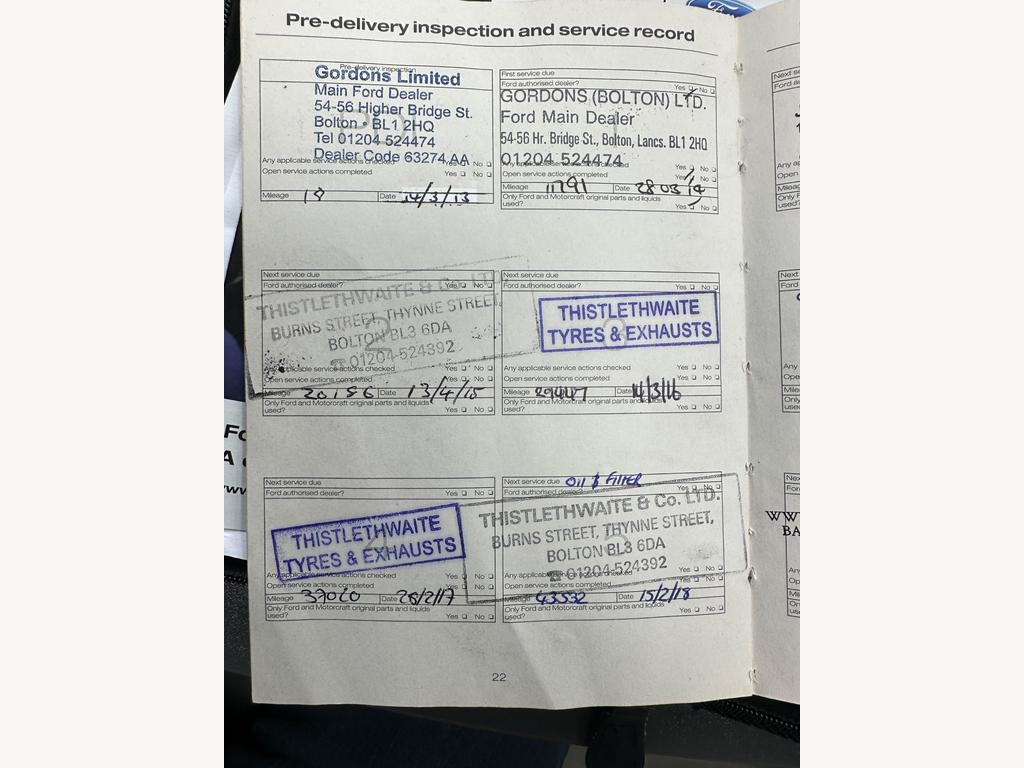 Pre-delivery inspection and service record
Pre-delivery inspection
Gordons Limited
Main Ford Dealer
54-56 Higher Bridge St.
Bolton • BL1 2HQ
Tel 01204 524474
Dealer Code 63274 AA
Any applicable service actions checked No
Open service actions completed Yes No
Mileage Date 14/3/13
First service due
Ford authorised dealer? Yes No
GORDONS (BOLTON) LTD.
Ford Main Dealer
54-56 Hr. Bridge St., Bolton, Lancs. BL1 2HQ
01204 524474
Yes No
Open service actions completed Yes No
Mileage 11791 Date 28 03 14
Only Ford and Motorcraft original parts and liquids
used? Yes No
Next service due
Ford authorised dealer? Yes No
THISTLETHWAITE & Co. LTD.
BURNS STREET, THYNNE STREET,
BOLTON BL3 6DA
☎ 01204-524392
Any applicable service actions checked Yes No
Open service actions completed Yes No
Mileage 20186 Date 13/4/15
Only Ford and Motorcraft original parts and liquids
used? Yes No
Next service due
Ford authorised dealer? Yes No
THISTLETHWAITE
TYRES & EXHAUSTS
Any applicable service actions checked Yes No
Open service actions completed Yes No
Mileage 29447 Date 14/3/16
Only Ford and Motorcraft original parts and liquids
used? Yes No
Next service due
Ford authorised dealer? Yes No
THISTLETHWAITE
TYRES & EXHAUSTS
Any applicable service actions checked Yes No
Open service actions completed Yes No
Mileage 37020 Date 28/2/17
Only Ford and Motorcraft original parts and liquids
used? Yes No
Next service due OIL & FILTER
Ford authorised dealer? Yes No
THISTLETHWAITE & Co. LTD.
BURNS STREET, THYNNE STREET,
BOLTON BL3 6DA
☎ 01204-524392
Any applicable service actions checked Yes No
Open service actions completed Yes No
Mileage 43532 Date 15/2/18
Only Ford and Motorcraft original parts and liquids
used? Yes No
22